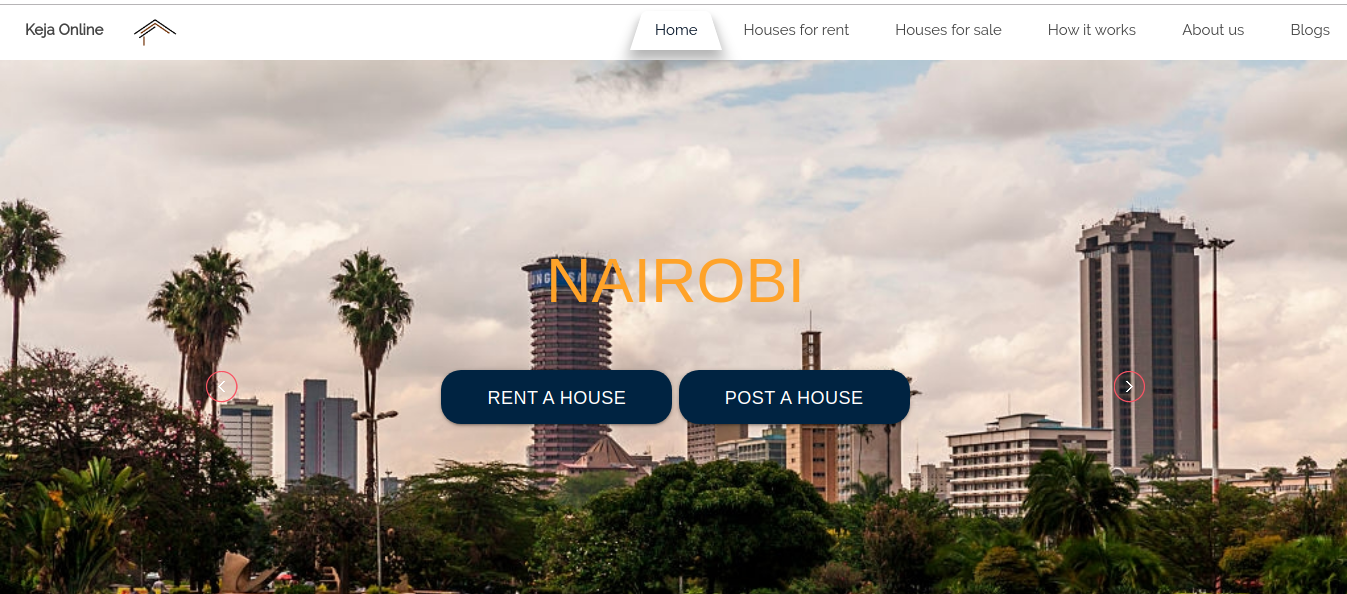 Keja Online
Home Houses for rent Houses for sale How it works About us Blogs
NAIROBI
RENT A HOUSE POST A HOUSE